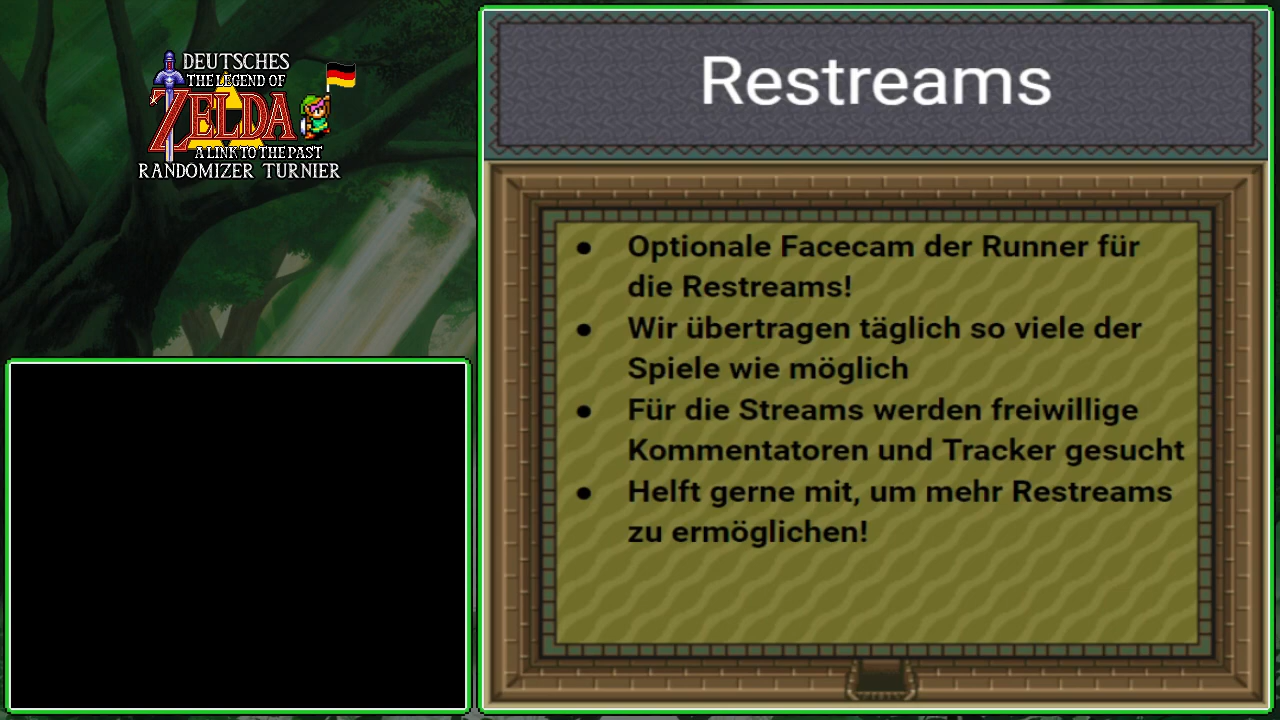 DEUTSCHES
THE LEGEND OF
ZELDA
A LINK TO THE PAST
RANDOMIZER TURNIER
Restreams
● Optionale Facecam der Runner für
die Restreams!
● Wir übertragen täglich so viele der
Spiele wie möglich
● Für die Streams werden freiwillige
Kommentatoren und Tracker gesucht
● Helft gerne mit, um mehr Restreams
zu ermöglichen!